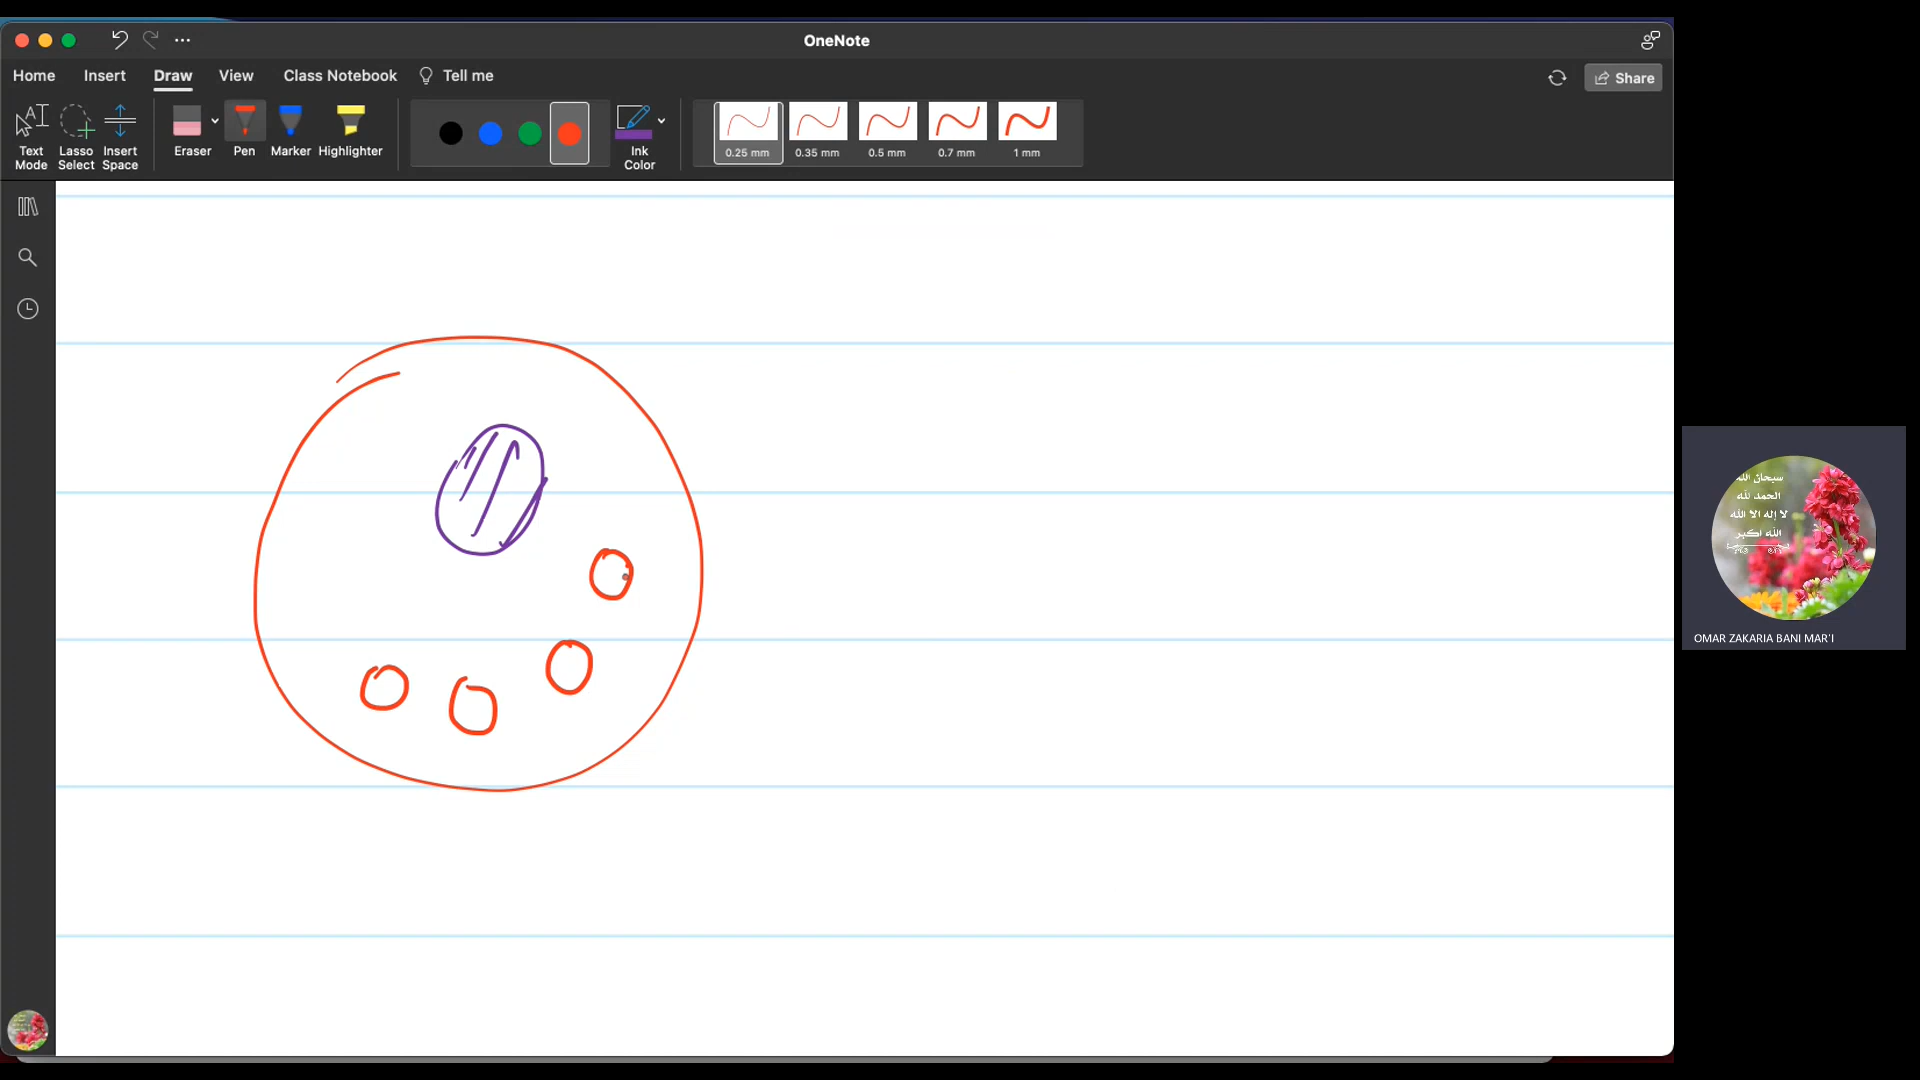 OneNote
Home Insert Draw View Class Notebook Tell me
Share
Text Mode
Lasso Select
Insert Space
Eraser
Pen
Marker
Highlighter
Ink Color
0.25 mm
0.35 mm
0.5 mm
0.7 mm
1 mm
سبحان الله
الحمد لله
لا إله الا الله
الله اكبر
OMAR ZAKARIA BANI MAR'I